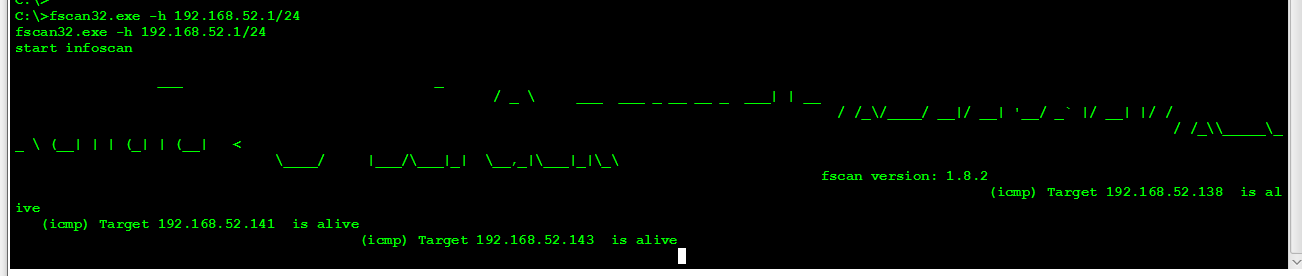 C:\>
C:\>fscan32.exe -h 192.168.52.1/24
fscan32.exe -h 192.168.52.1/24
start infoscan
                 ___                              _
                                                         / _ \     ___  ___ _ __ __ _  ___| | __
                                                                                                 / /_\/____/ __|/ __| '__/ _` |/ __| |/ /
                                                                                                                                         / /_\\_____\_
_ \ (__| | | (_| | (__|   <
                               \____/     |___/\___|_|  \__,_|\___|_|\_\
                                                                                               fscan version: 1.8.2
                                                                                                                   (icmp) Target 192.168.52.138  is al
ive
   (icmp) Target 192.168.52.141  is alive
                                         (icmp) Target 192.168.52.143  is alive